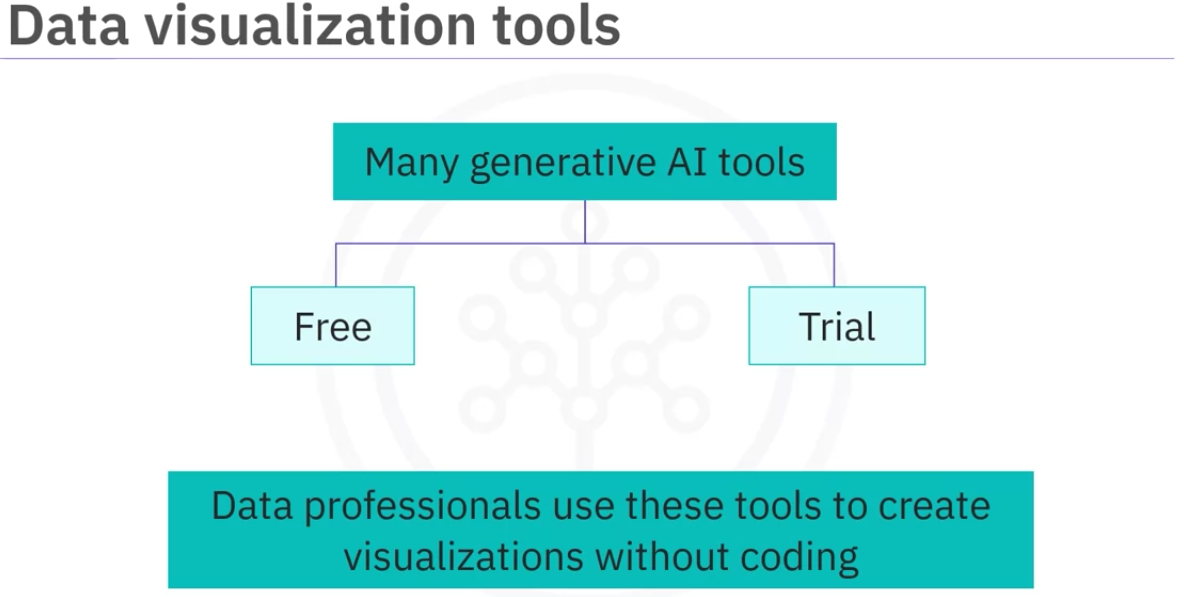 Data visualization tools
Many generative AI tools
Free
Trial
Data professionals use these tools to create
visualizations without coding